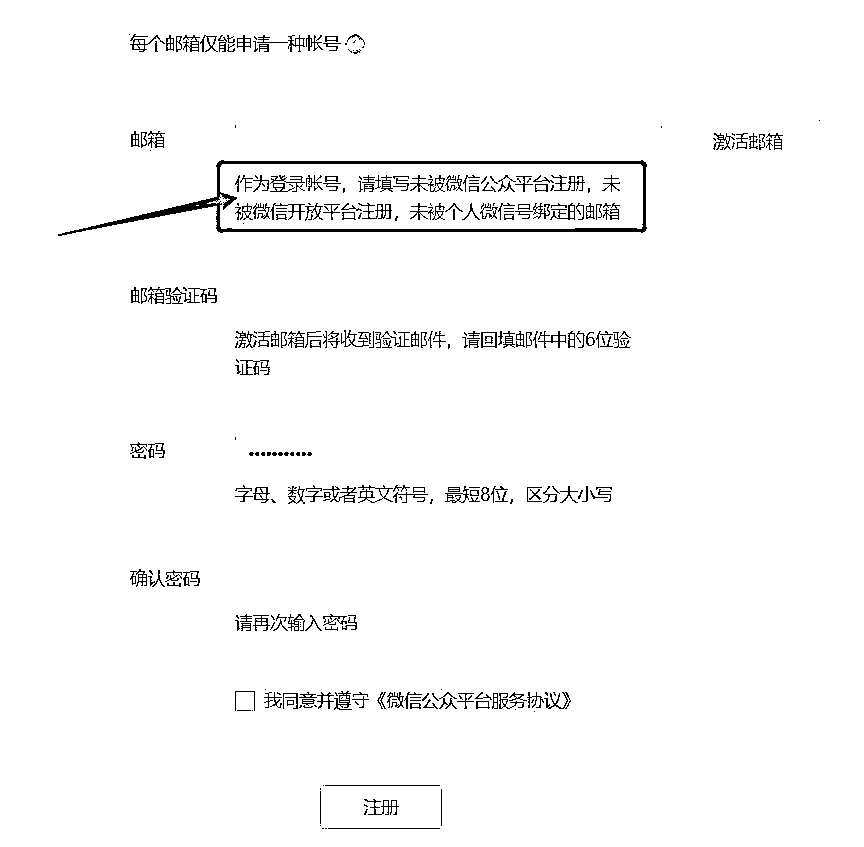 每个邮箱仅能申请一种帐号
邮箱
激活邮箱
作为登录帐号，请填写未被微信公众平台注册，未
被微信开放平台注册，未被个人微信号绑定的邮箱
邮箱验证码
激活邮箱后将收到验证邮件，请回填邮件中的6位验
证码
密码
•••••••••••
字母、数字或者英文符号，最短8位，区分大小写
确认密码
请再次输入密码
我同意并遵守《微信公众平台服务协议》
注册